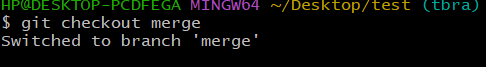 HP@DESKTOP-PCDFEGA MINGW64 ~/Desktop/test (tbra)
$ git checkout merge
Switched to branch 'merge'